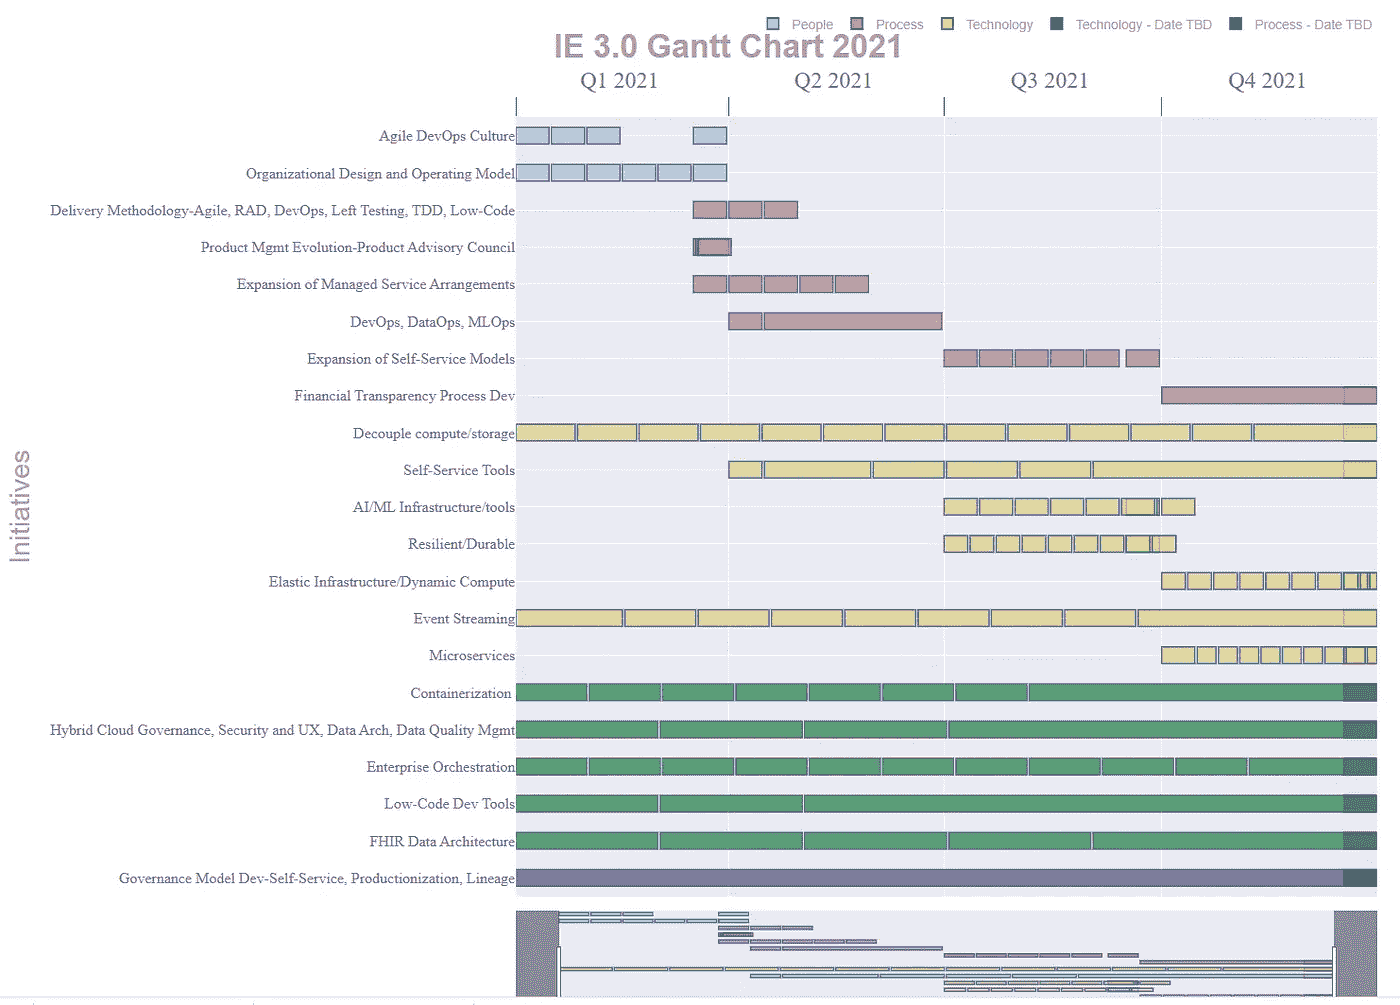 People Process Technology Technology - Date TBD Process - Date TBD
IE 3.0 Gantt Chart 2021
Q1 2021 Q2 2021 Q3 2021 Q4 2021
Initiatives
Agile DevOps Culture
Organizational Design and Operating Model
Delivery Methodology-Agile, RAD, DevOps, Left Testing, TDD, Low-Code
Product Mgmt Evolution-Product Advisory Council
Expansion of Managed Service Arrangements
DevOps, DataOps, MLOps
Expansion of Self-Service Models
Financial Transparency Process Dev
Decouple compute/storage
Self-Service Tools
AI/ML Infrastructure/tools
Resilient/Durable
Elastic Infrastructure/Dynamic Compute
Event Streaming
Microservices
Containerization
Hybrid Cloud Governance, Security and UX, Data Arch, Data Quality Mgmt
Enterprise Orchestration
Low-Code Dev Tools
FHIR Data Architecture
Governance Model Dev-Self-Service, Productionization, Lineage